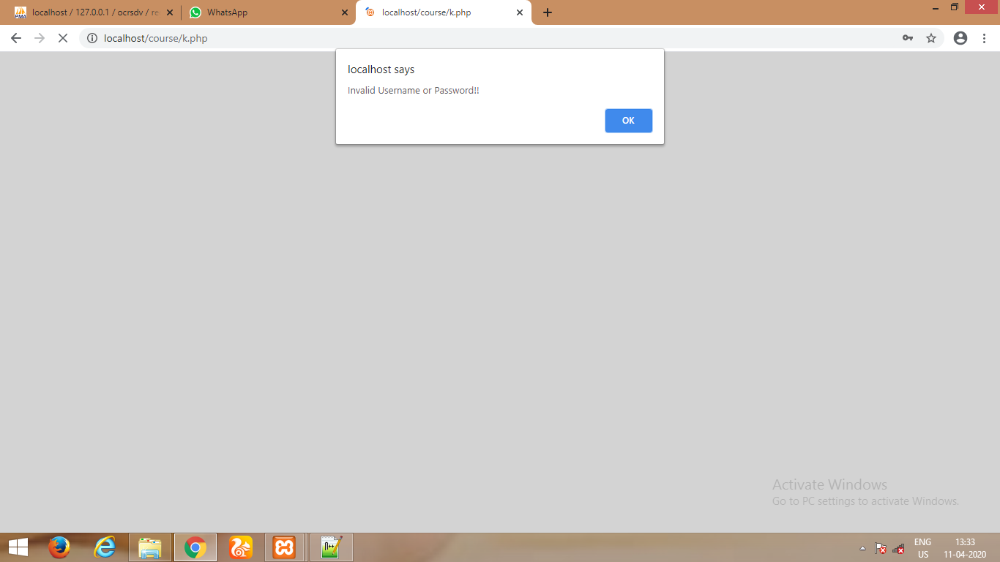 localhost / 127.0.0.1 / ocrsdv / re
WhatsApp
localhost/course/k.php
localhost/course/k.php
localhost says
Invalid Username or Password!!
OK
Activate Windows
Go to PC settings to activate Windows.
ENG
US
13:33
11-04-2020